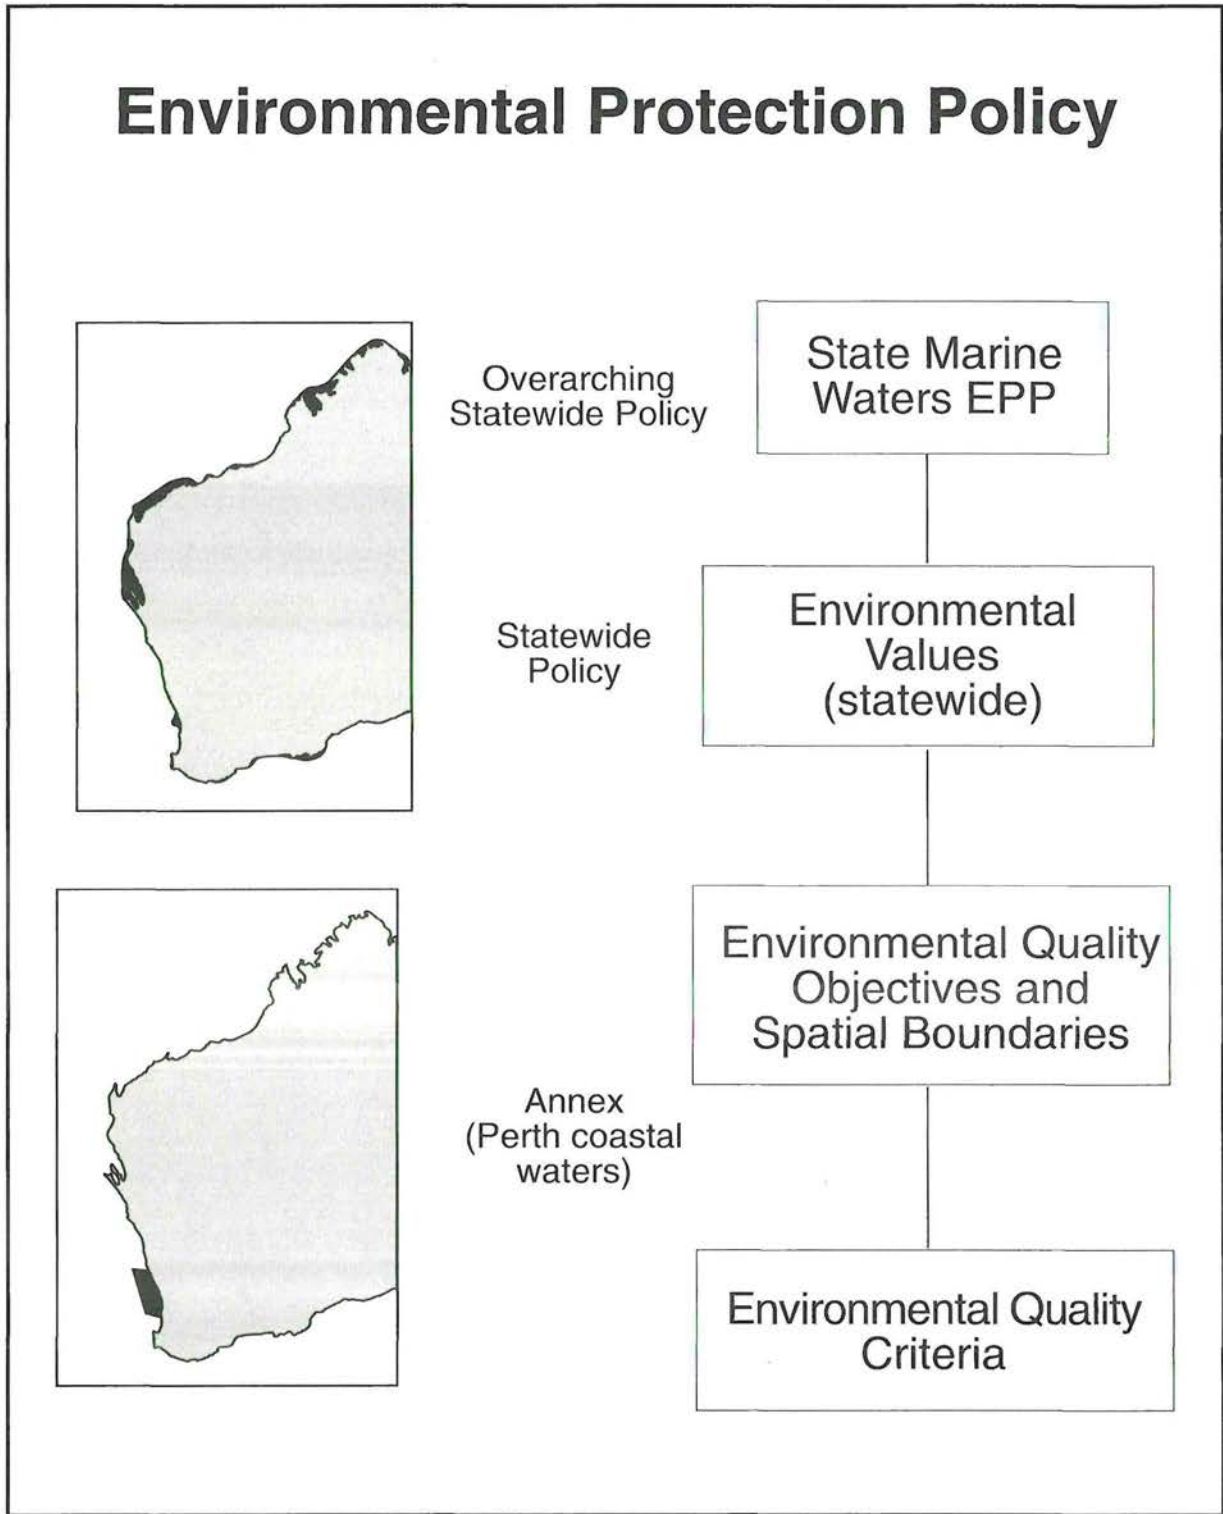 Environmental Protection Policy
Overarching
Statewide Policy
State Marine
Waters EPP
Statewide
Policy
Environmental
Values
(statewide)
Environmental Quality
Objectives and
Spatial Boundaries
Annex
(Perth coastal
waters)
Environmental Quality
Criteria